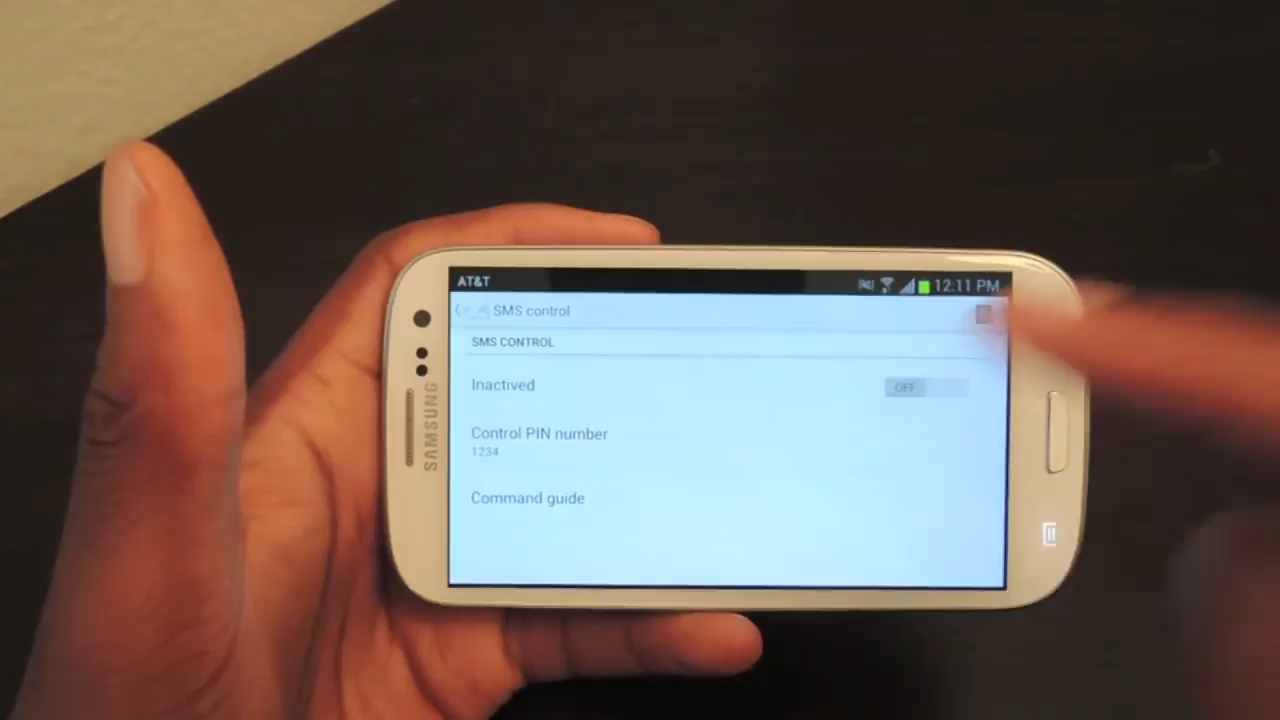 AT&T
12:11 PM
SMS control
SMS CONTROL
Inactived
OFF
Control PIN number
1234
Command guide
SAMSUNG